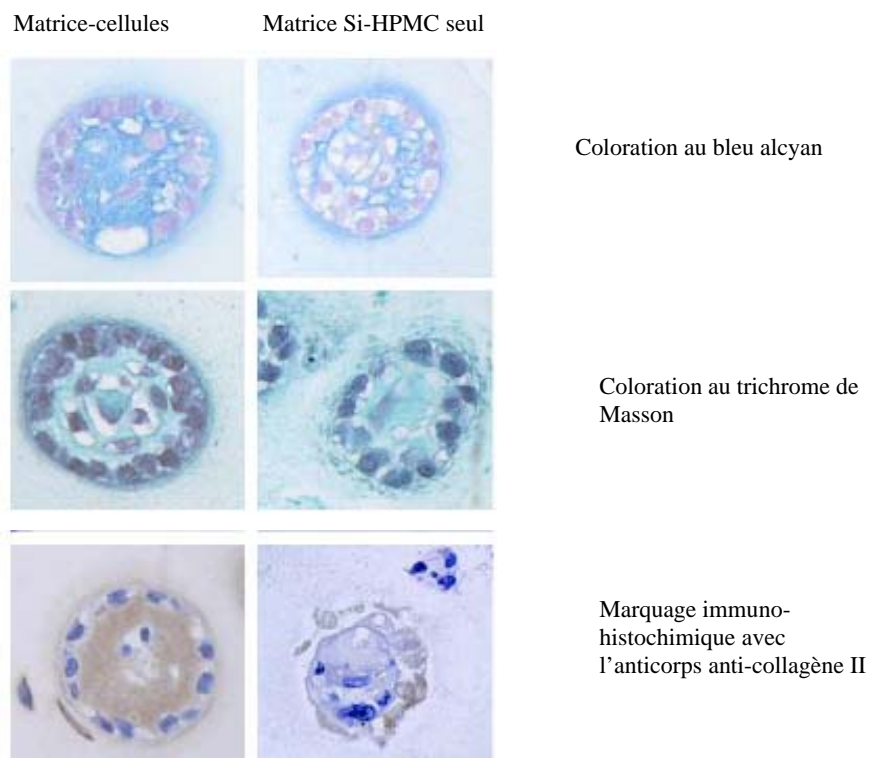 Matrice-cellules
Matrice Si-HPMC seul
Coloration au bleu alcyan
Coloration au trichrome de
Masson
Marquage immuno-
histochimique avec
l'anticorps anti-collagène II